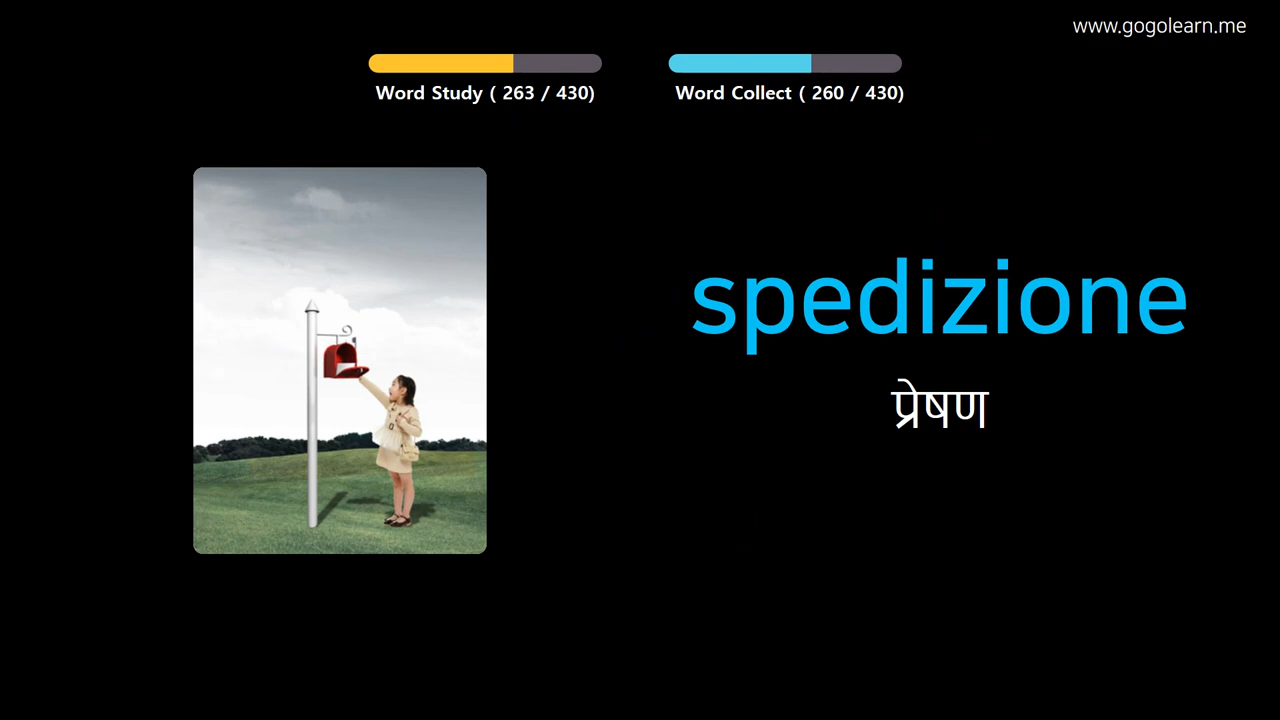 www.gogolearn.me
Word Study ( 263 / 430)
Word Collect ( 260 / 430)
spedizione
प्रेषण